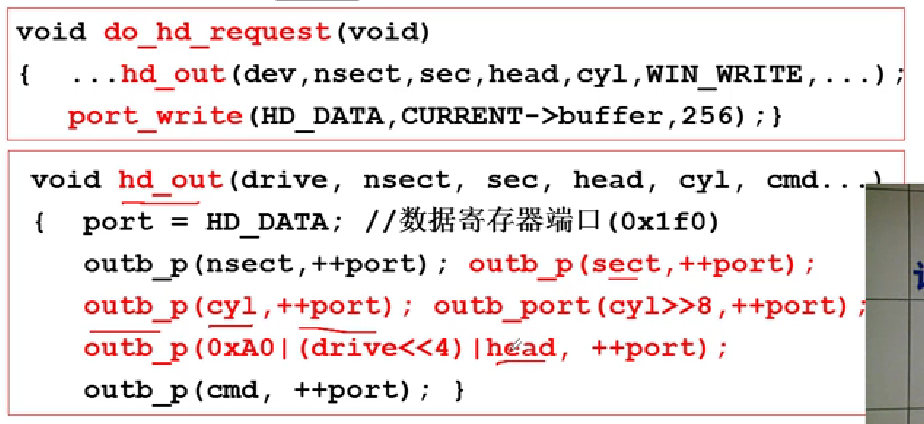 void do_hd_request(void)
{ ...hd_out(dev,nsect,sec,head,cyl,WIN_WRITE,...);
port_write(HD_DATA,CURRENT->buffer,256);}
void hd_out(drive, nsect, sec, head, cyl, cmd...)
{ port = HD_DATA; //数据寄存器端口(0x1f0)
outb_p(nsect,++port); outb_p(sect,++port);
outb_p(cyl,++port); outb_port(cyl>>8,++port);
outb_p(0xA0|(drive<<4)|head, ++port);
outb_p(cmd, ++port); }